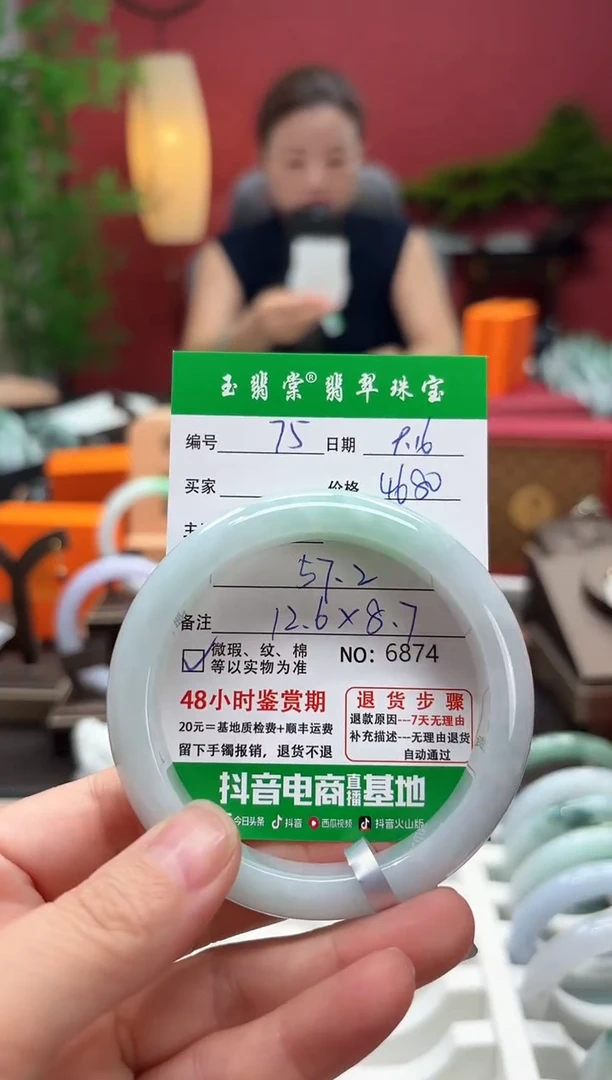 玉翡棠® 翡翠珠宝
编号 75 日期 9.16
买家 价格 4680
主
57.2
备注 12.6×8.7
☑ 微瑕、纹、棉
等以实物为准
NO: 6874
48小时鉴赏期
20元=基地质检费+顺丰运费
留下手镯报销，退货不退
退货步骤
退款原因---7天无理由
补充描述---无理由退货
自动通过
抖音电商直播基地
今日头条 抖音 西瓜视频 抖音火山版